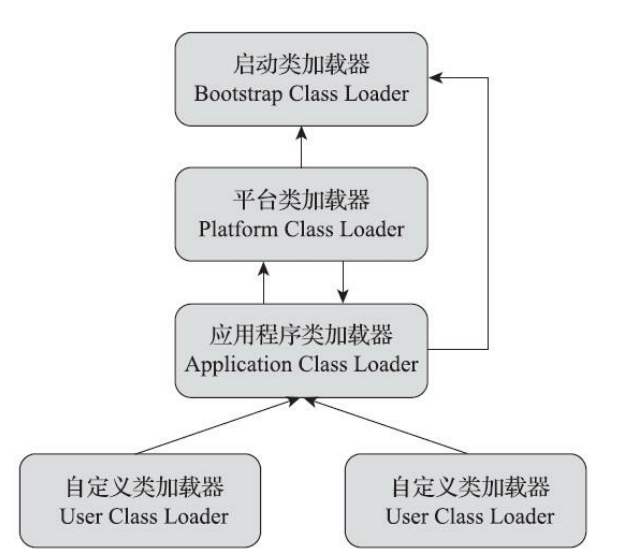 启动类加载器
Bootstrap Class Loader
平台类加载器
Platform Class Loader
应用程序类加载器
Application Class Loader
自定义类加载器
User Class Loader
自定义类加载器
User Class Loader